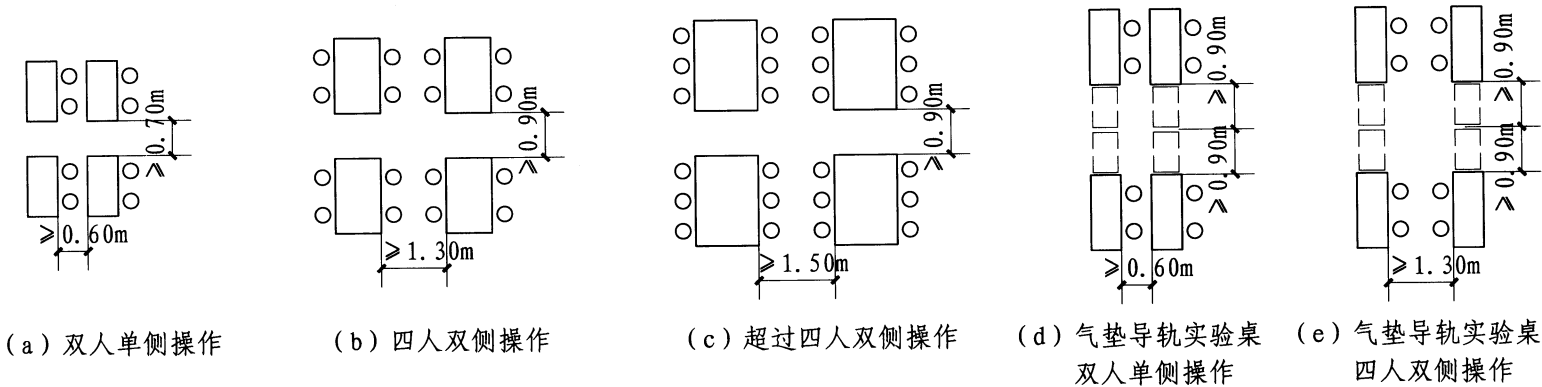 ≥0.70m
≥0.60m
(a)双人单侧操作
≥0.90m
≥1.30m
(b)四人双侧操作
≥0.90m
≥1.50m
(c)超过四人双侧操作
≥0.90m
≥0.90m
≥0.60m
(d)气垫导轨实验桌
双人单侧操作
≥0.90m
≥0.90m
≥1.30m
(e)气垫导轨实验桌
四人双侧操作